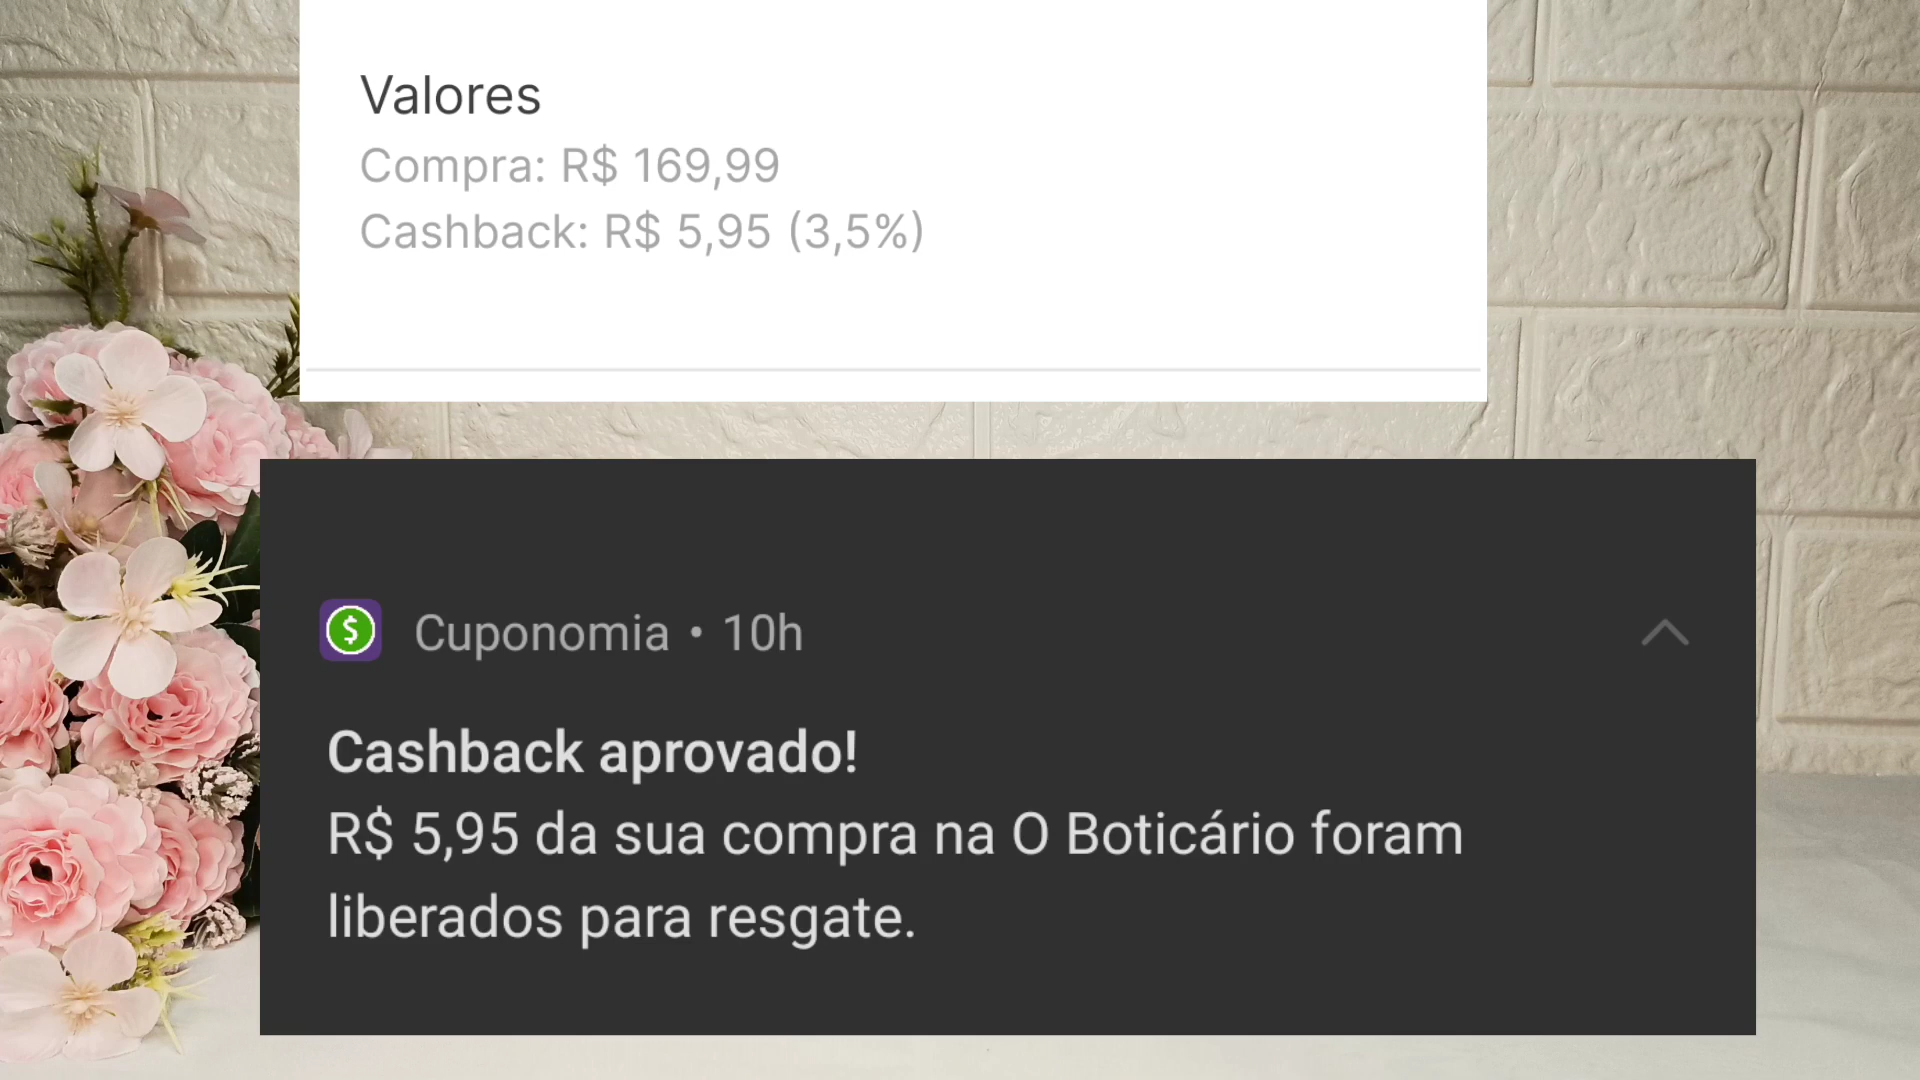 Valores
Compra: R$ 169,99
Cashback: R$ 5,95 (3,5%)
Cuponomia • 10h
Cashback aprovado!
R$ 5,95 da sua compra na O Boticário foram
liberados para resgate.